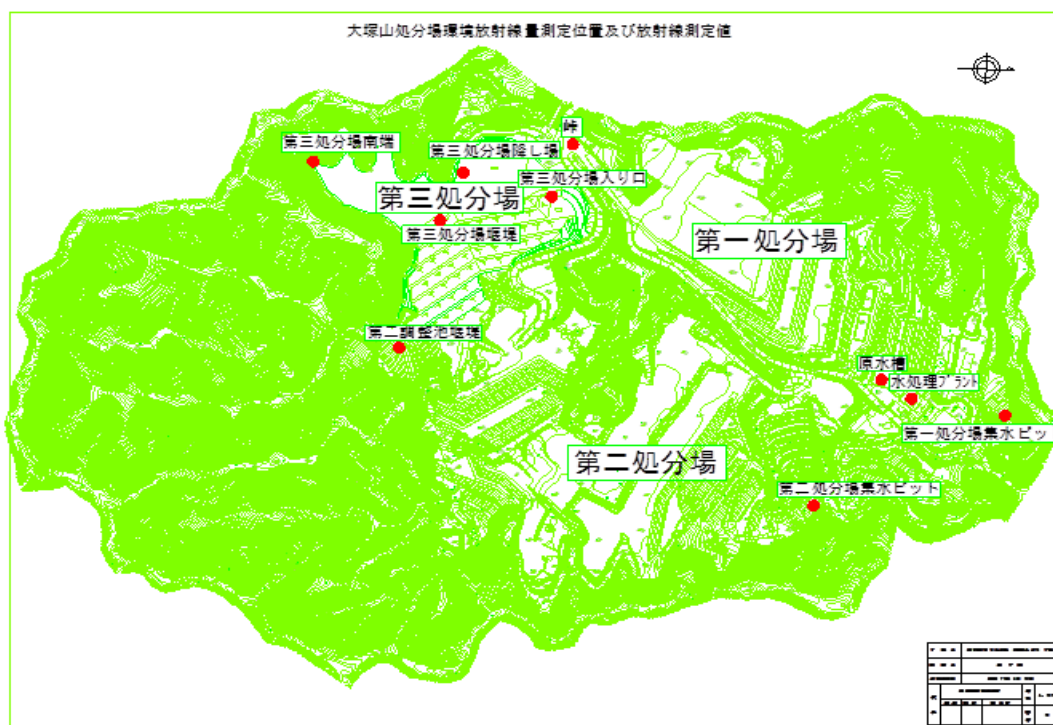 大塚山処分場環境放射線量測定位置及び放射線測定値
峠
第三処分場南端
第三処分場降し場
第三処分場入り口
第三処分場
第三処分場堰堤
第一処分場
第二調整池堰堤
原水槽
水処理プラント
第一処分場集水ピッ
第二処分場
第二処分場集水ピット